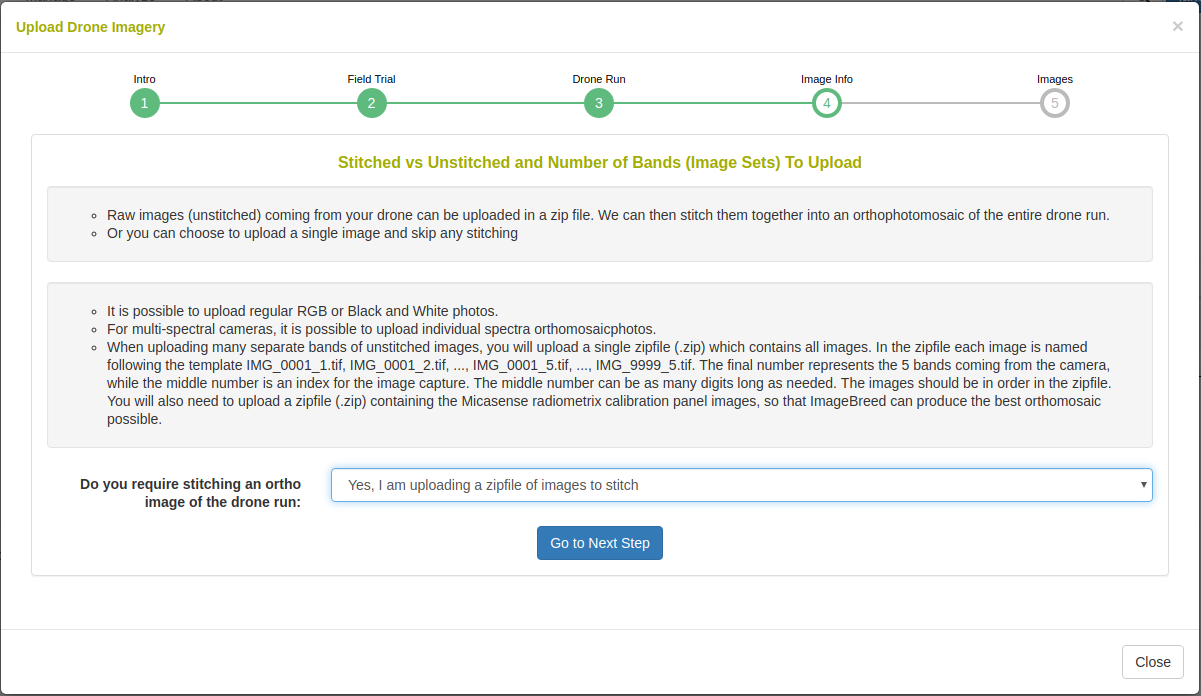 Upload Drone Imagery
×
Intro
Field Trial
Drone Run
Image Info
Images
1
2
3
4
5
Stitched vs Unstitched and Number of Bands (Image Sets) To Upload
Raw images (unstitched) coming from your drone can be uploaded in a zip file. We can then stitch them together into an orthophotomosaic of the entire drone run.
Or you can choose to upload a single image and skip any stitching
It is possible to upload regular RGB or Black and White photos.
For multi-spectral cameras, it is possible to upload individual spectra orthomosaicphotos.
When uploading many separate bands of unstitched images, you will upload a single zipfile (.zip) which contains all images. In the zipfile each image is named
following the template IMG_0001_1.tif, IMG_0001_2.tif, ..., IMG_0001_5.tif, ..., IMG_9999_5.tif. The final number represents the 5 bands coming from the camera,
while the middle number is an index for the image capture. The middle number can be as many digits long as needed. The images should be in order in the zipfile.
You will also need to upload a zipfile (.zip) containing the Micasense radiometrix calibration panel images, so that ImageBreed can produce the best orthomosaic
possible.
Do you require stitching an ortho
image of the drone run:
Yes, I am uploading a zipfile of images to stitch
Go to Next Step
Close